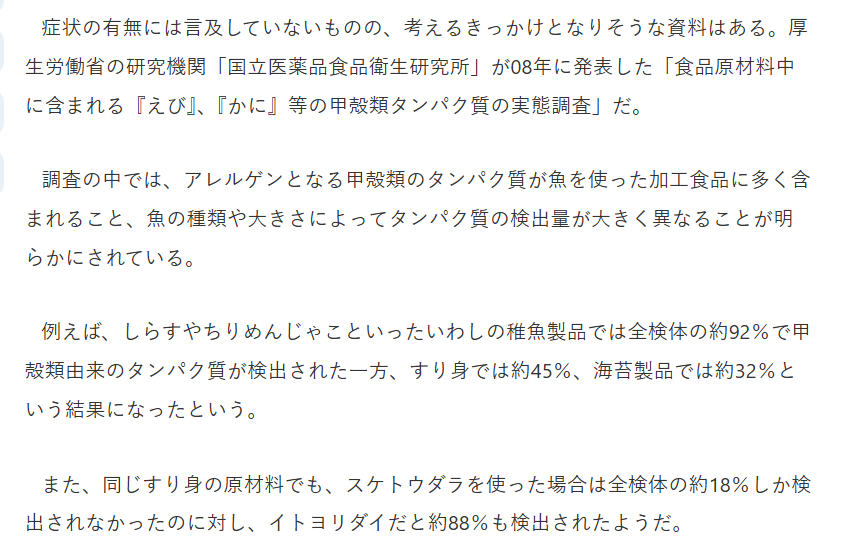 症状の有無には言及していないものの、考えるきっかけとなりそうな資料はある。厚
生労働省の研究機関「国立医薬品食品衛生研究所」が08年に発表した「食品原材料中
に含まれる『えび』、『かに』等の甲殻類タンパク質の実態調査」だ。
調査の中では、アレルゲンとなる甲殻類のタンパク質が魚を使った加工食品に多く含
まれること、魚の種類や大きさによってタンパク質の検出量が大きく異なることが明
らかにされている。
例えば、しらすやちりめんじゃこといったいわしの稚魚製品では全検体の約92％で甲
殻類由来のタンパク質が検出された一方、すり身では約45％、海苔製品では約32％と
いう結果になったという。
また、同じすり身の原材料でも、スケトウダラを使った場合は全検体の約18％しか検
出されなかったのに対し、イトヨリダイだと約88％も検出されたようだ。